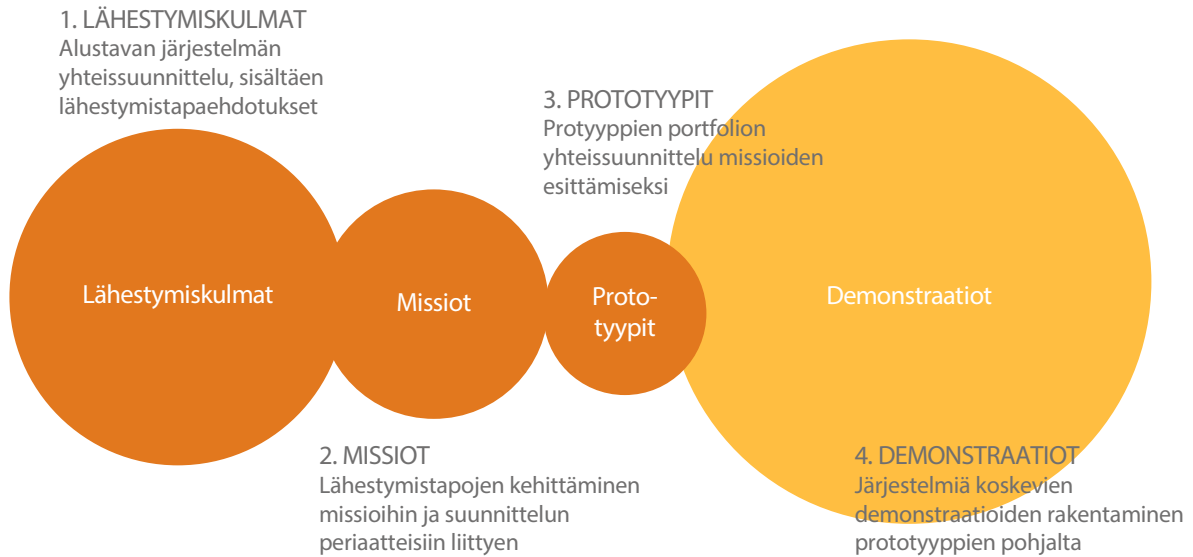 1. LÄHESTYMISKULMAT
Alustavan järjestelmän
yhteissuunnittelu, sisältäen
lähestymistapaehdotukset
3. PROTOTYYPIT
Protyyppien portfolion
yhteissuunnittelu missioiden
esittämiseksi
Lähestymiskulmat
Missiot
Proto-
tyypit
Demonstraatiot
2. MISSIOT
Lähestymistapojen kehittäminen
missioihin ja suunnittelun
periaatteisiin liittyen
4. DEMONSTRAATIOT
Järjestelmiä koskevien
demonstraatioiden rakentaminen
prototyyppien pohjalta